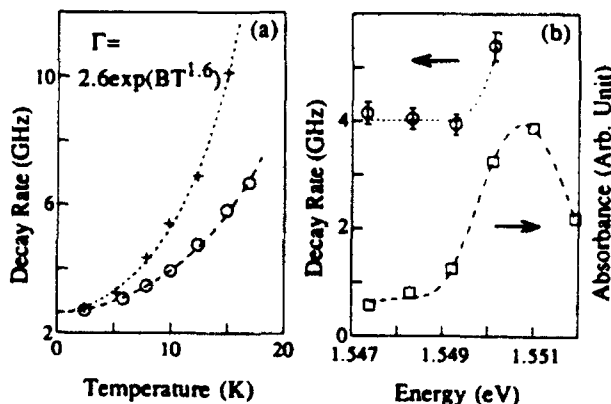 (a)
Γ=
2.6exp(BT^1.6)
10
6
2
Decay Rate (GHz)
0
10
20
Temperature (K)
(b)
6
4
2
0
Decay Rate (GHz)
Absorbance (Arb. Unit)
1.547
1.549
1.551
Energy (eV)